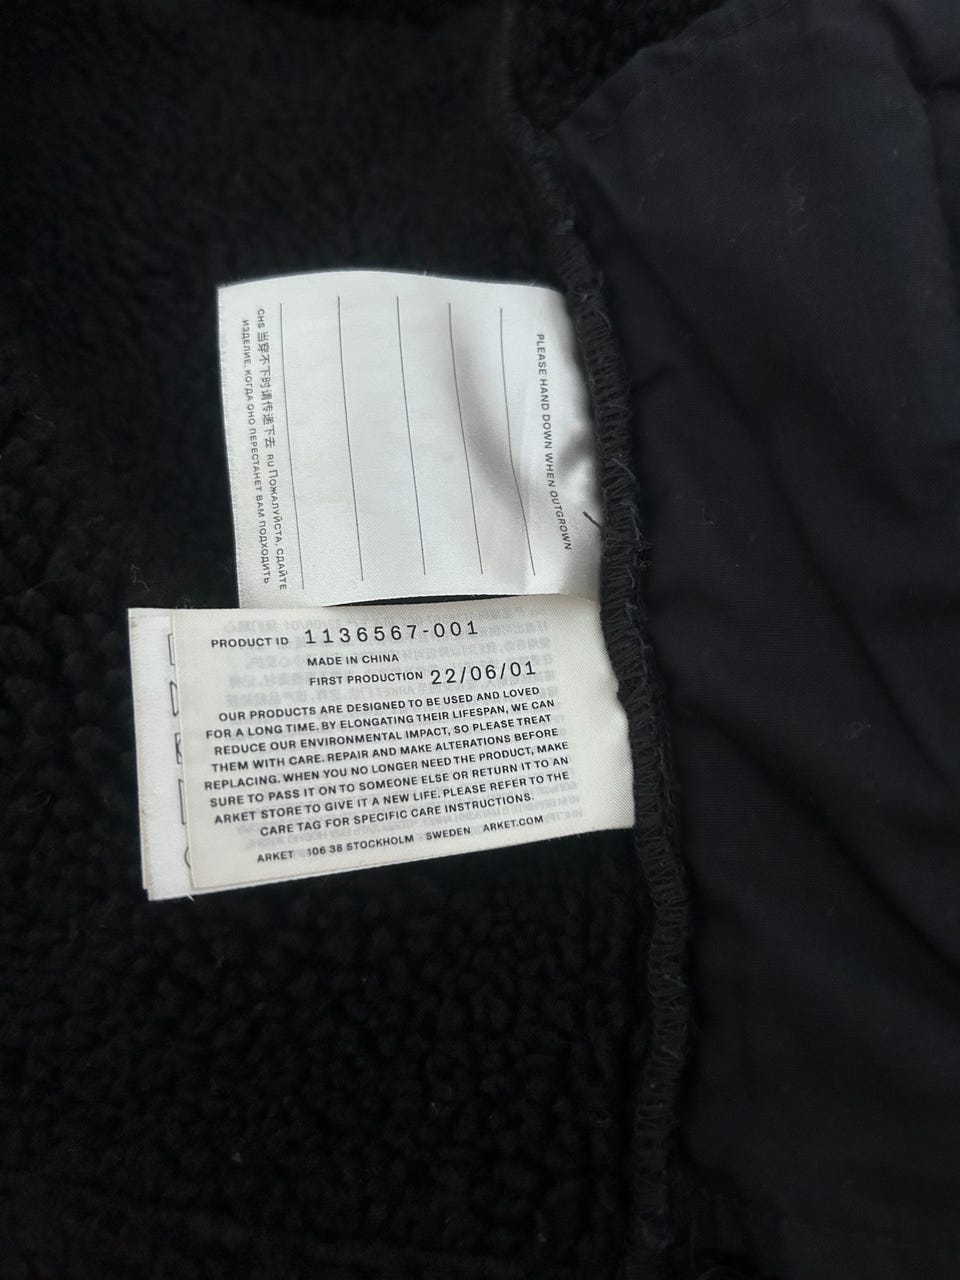 PLEASE HAND DOWN WHEN OUTGROWN
CHS 当穿不下时请传递下去 RU ПОЖАЛУЙСТА, СДАЙТЕ
ИЗДЕЛИЕ, КОГДА ОНО ПЕРЕСТАНЕТ ВАМ ПОДХОДИТЬ
PRODUCT ID 1136567-001
MADE IN CHINA
FIRST PRODUCTION 22/06/01
OUR PRODUCTS ARE DESIGNED TO BE USED AND LOVED
FOR A LONG TIME. BY ELONGATING THEIR LIFESPAN, WE CAN
REDUCE OUR ENVIRONMENTAL IMPACT, SO PLEASE TREAT
THEM WITH CARE. REPAIR AND MAKE ALTERATIONS BEFORE
REPLACING. WHEN YOU NO LONGER NEED THE PRODUCT, MAKE
SURE TO PASS IT ON TO SOMEONE ELSE OR RETURN IT TO AN
ARKET STORE TO GIVE IT A NEW LIFE. PLEASE REFER TO THE
CARE TAG FOR SPECIFIC CARE INSTRUCTIONS.
ARKET 106 38 STOCKHOLM SWEDEN ARKET.COM